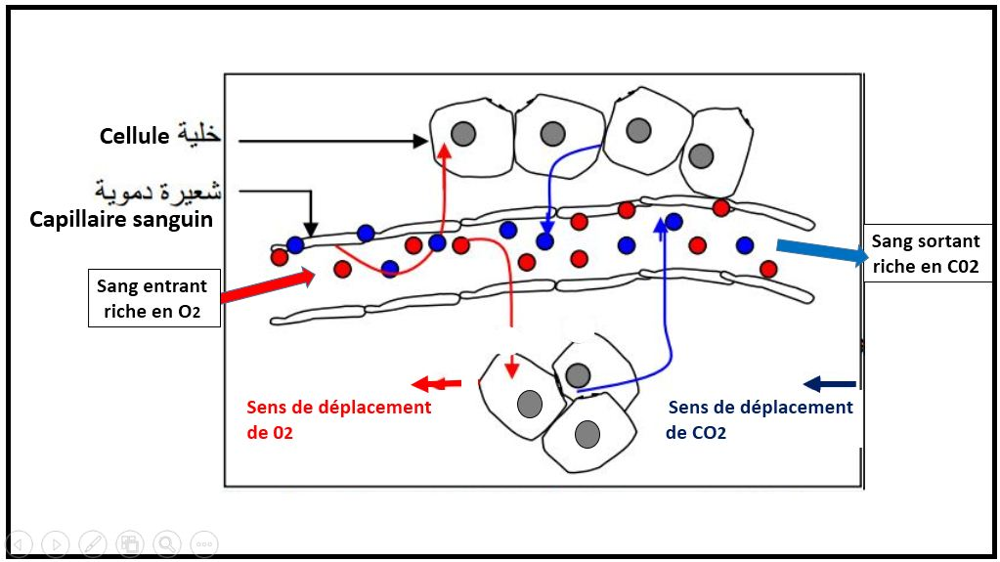 Cellule خلية
شعيرة دموية
Capillaire sanguin
Sang entrant
riche en O2
Sang sortant
riche en C02
Sens de déplacement
de 02
Sens de déplacement
de CO2